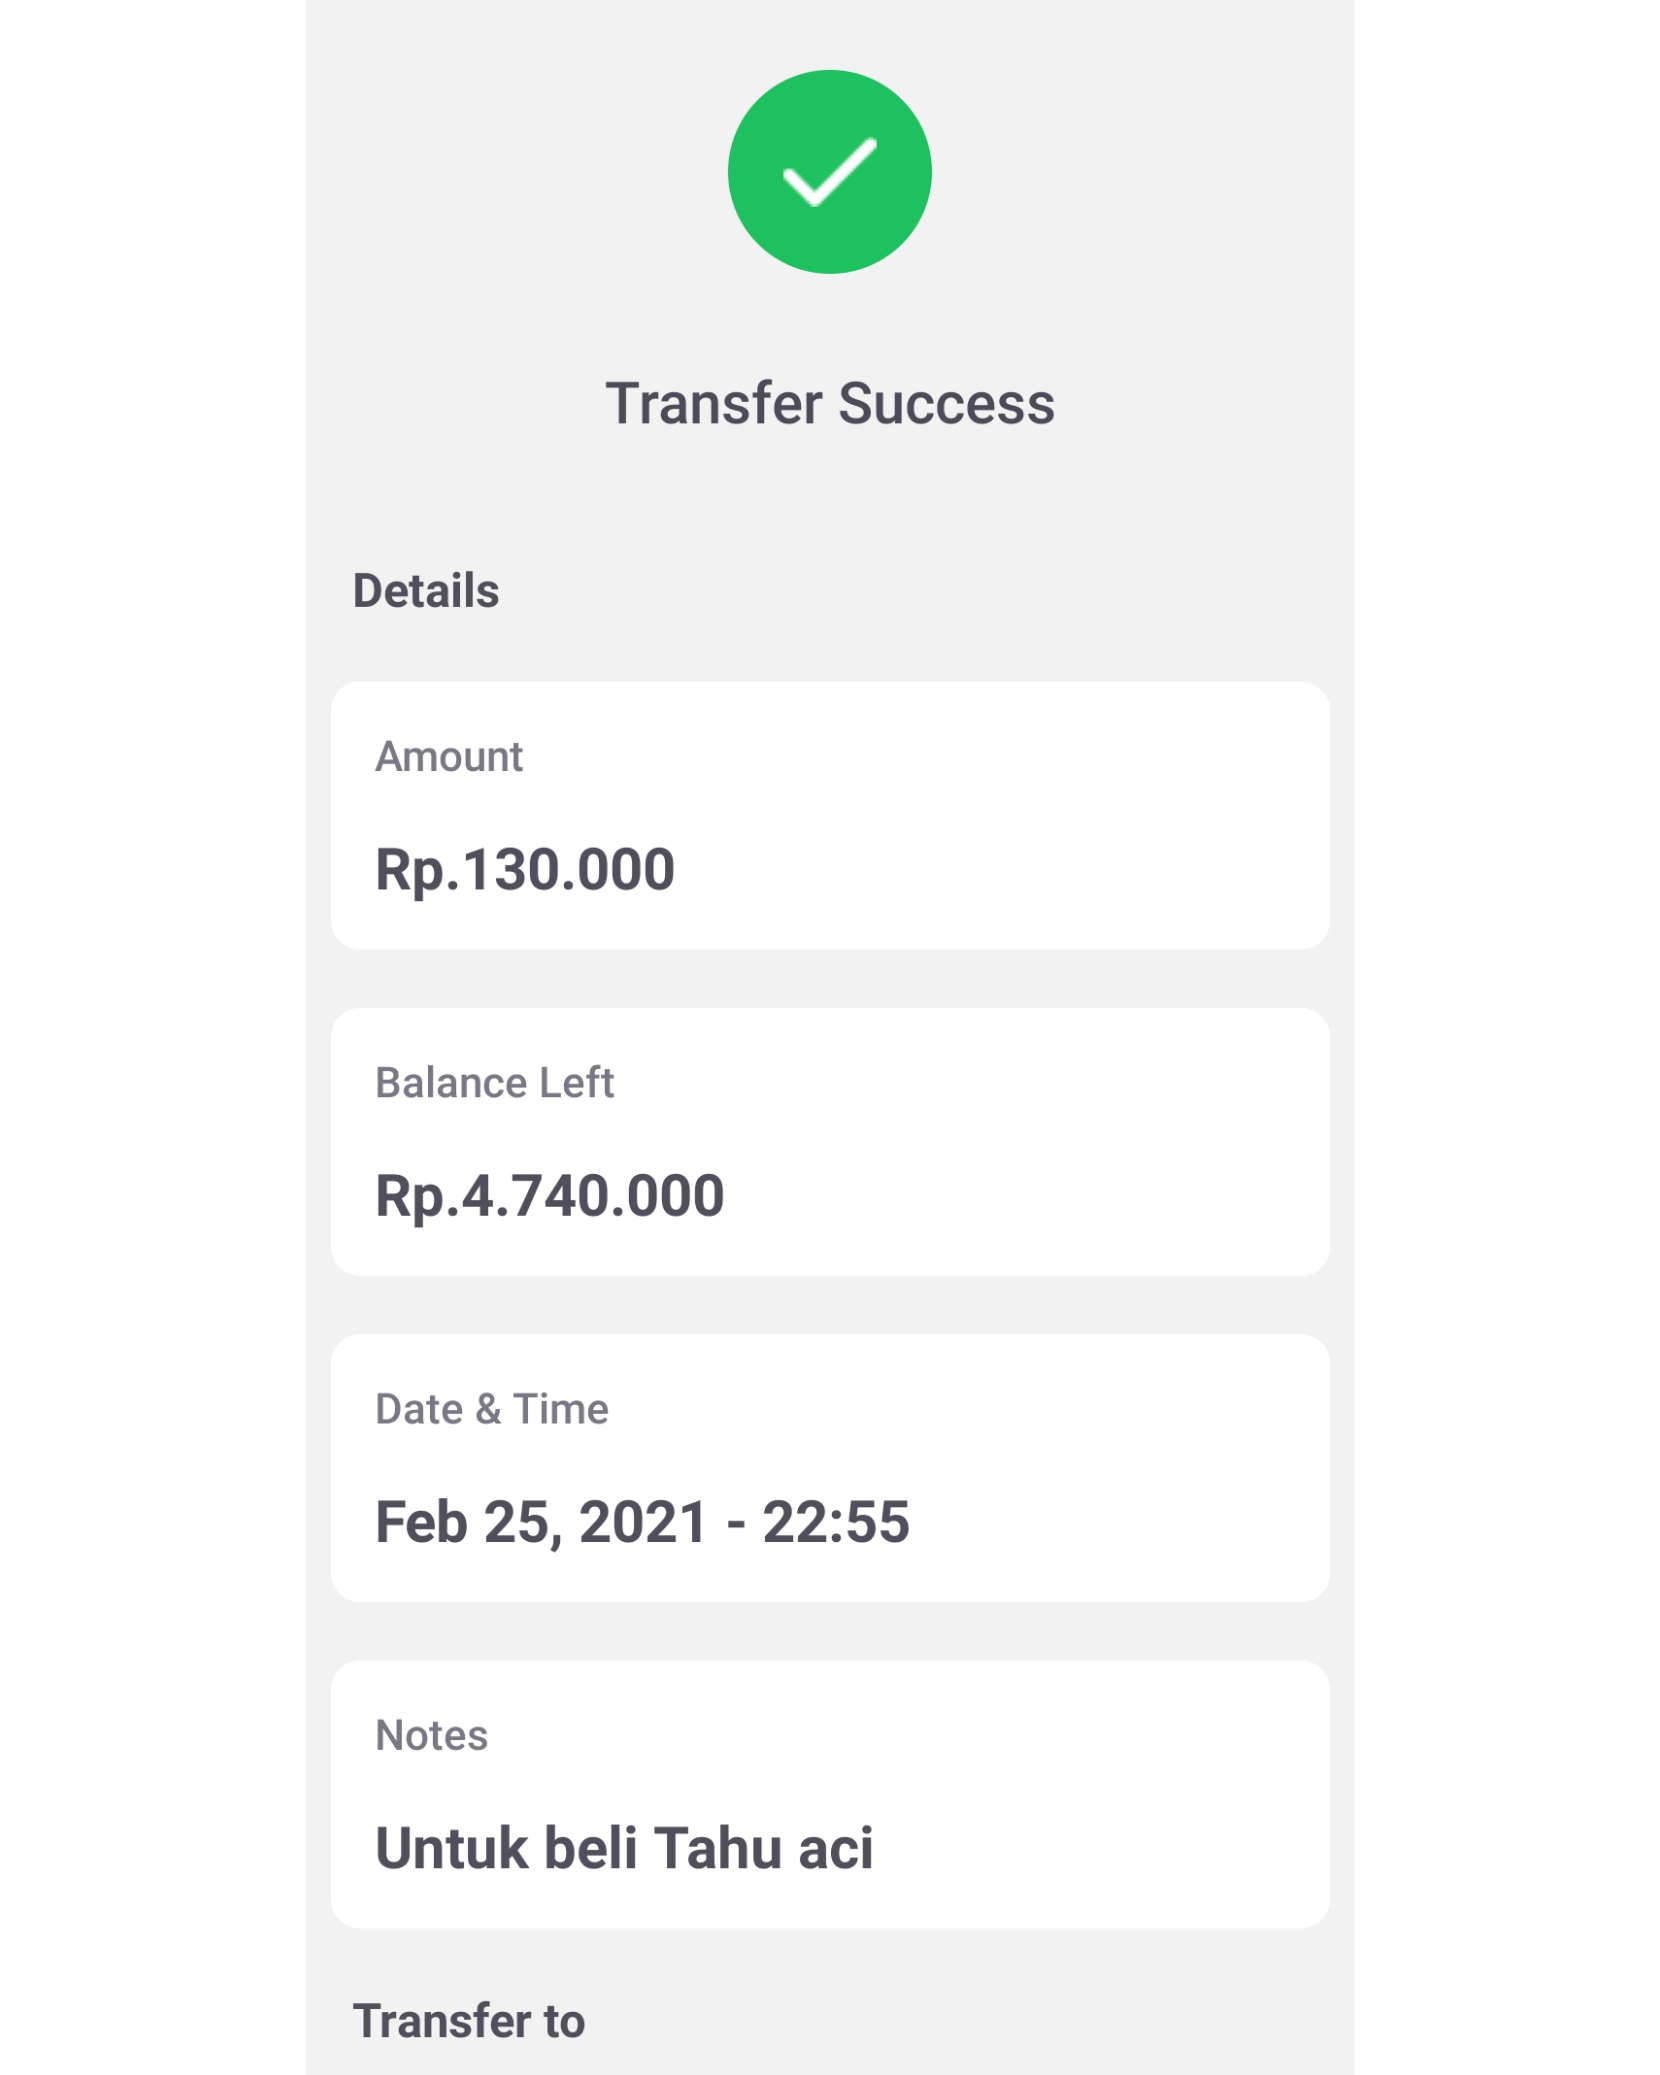 Transfer Success
Details
Amount
Rp.130.000
Balance Left
Rp.4.740.000
Date & Time
Feb 25, 2021 - 22:55
Notes
Untuk beli Tahu aci
Transfer to